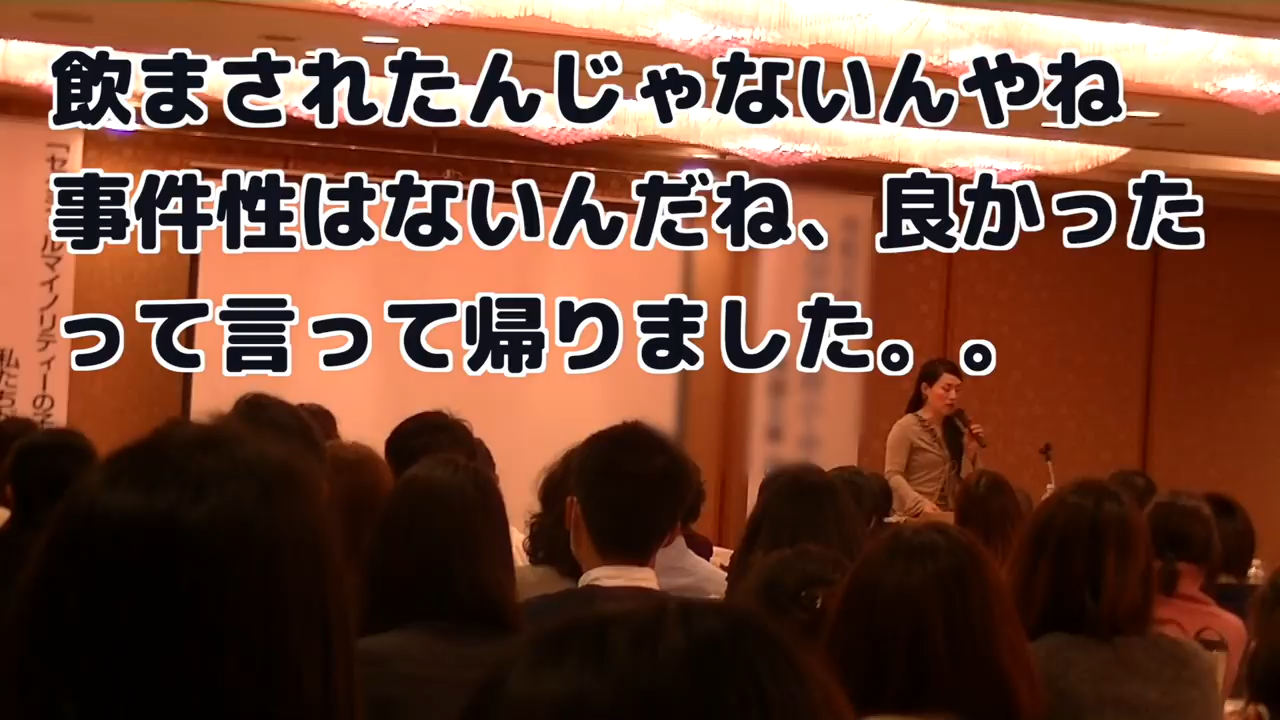 飲まされたんじゃないんやね
事件性はないんだね、良かった
って言って帰りました。。